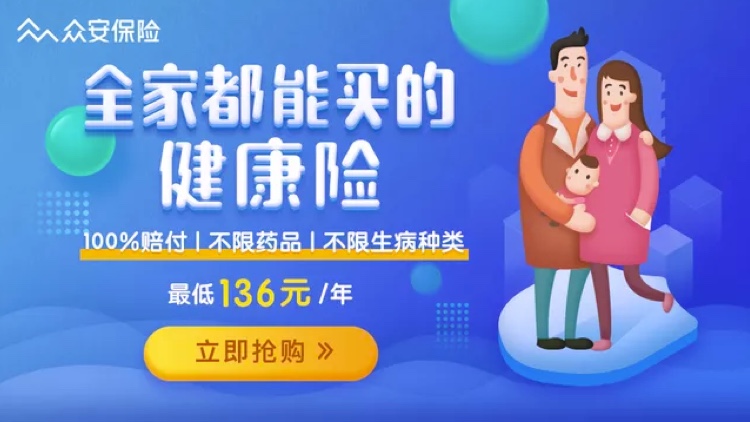 众安保险
全家都能买的
健康险
100%赔付 | 不限药品 | 不限生病种类
最低136元/年
立即抢购 »